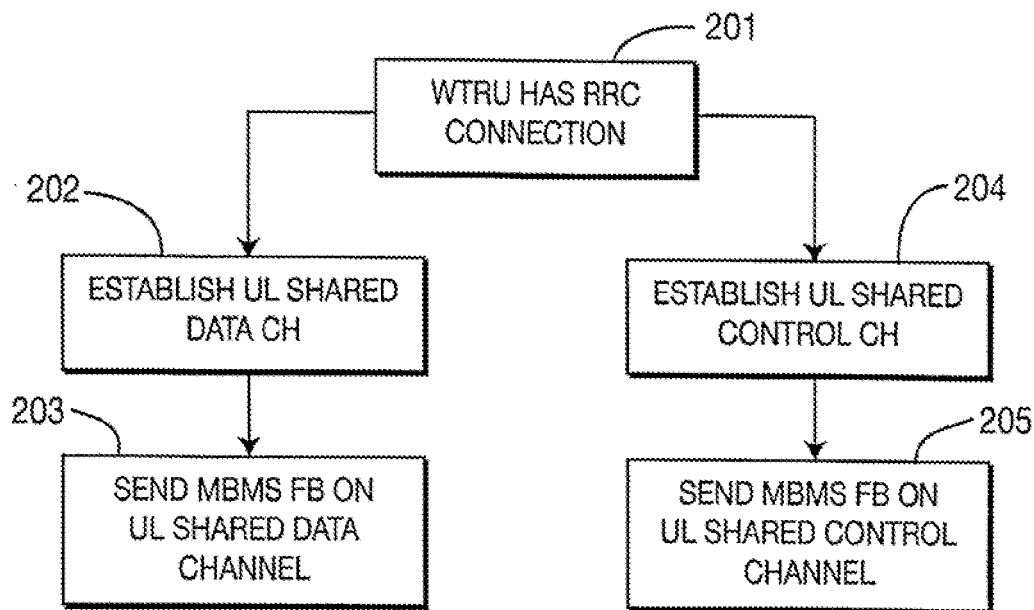 201
WTRU HAS RRC
CONNECTION
202
ESTABLISH UL SHARED
DATA CH
204
ESTABLISH UL SHARED
CONTROL CH
203
SEND MBMS FB ON
UL SHARED DATA
CHANNEL
205
SEND MBMS FB ON
UL SHARED CONTROL
CHANNEL